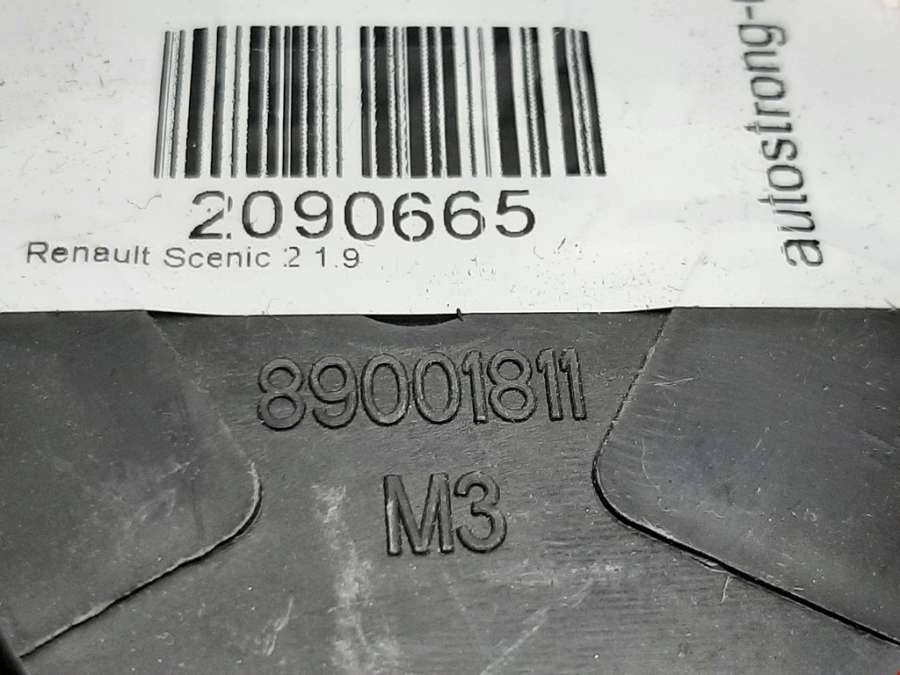 2090665
Renault Scenic 2 1.9
autostrong-
89001811
M3